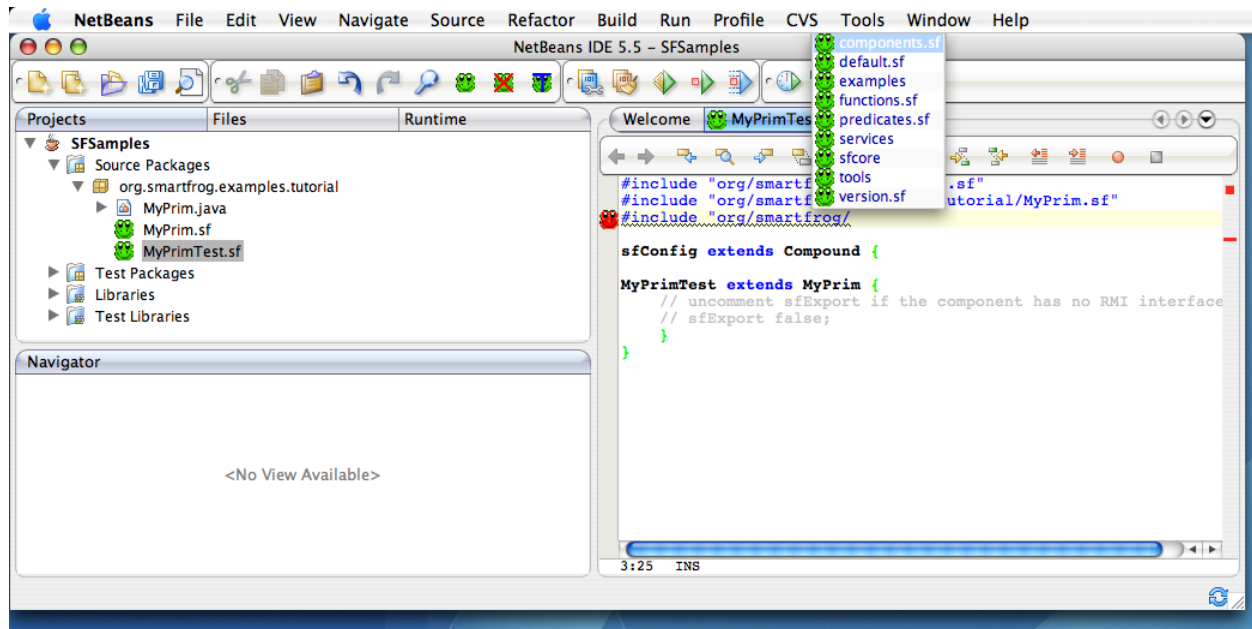 NetBeans File Edit View Navigate Source Refactor Build Run Profile CVS Tools Window Help
NetBeans IDE 5.5 – SFSamples
components.sf
default.sf
examples
functions.sf
predicates.sf
services
sfcore
tools
version.sf
Projects Files Runtime
SFSamples
Source Packages
org.smartfrog.examples.tutorial
MyPrim.java
MyPrim.sf
MyPrimTest.sf
Test Packages
Libraries
Test Libraries
Navigator
<No View Available>
Welcome MyPrimTes
#include "org/smartf .sf"
#include "org/smartf utorial/MyPrim.sf"
#include "org/smartfrog/
sfConfig extends Compound {
MyPrimTest extends MyPrim {
// uncomment sfExport if the component has no RMI interface
// sfExport false;
}
}
3:25 INS